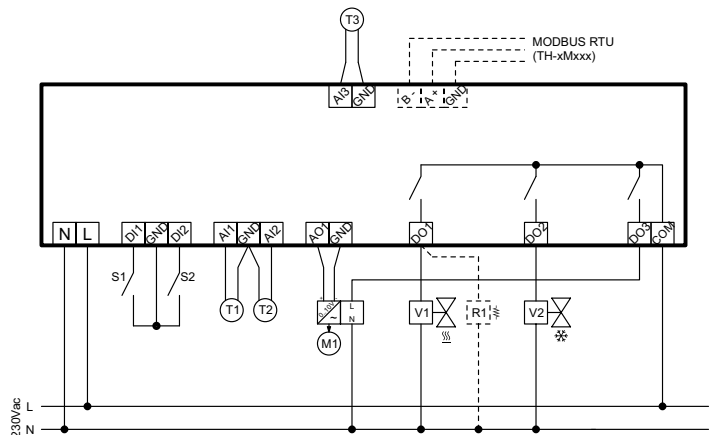 T3
MODBUS RTU
(TH-xMxxx)
AI3 GND B - A + GND
N L DI1 GND DI2 AI1 GND AI2 AO1 GND DO1 DO2 DO3 COM
S1 S2
T1 T2 0..10V ~ L N V1 R1 V2
M1
230Vac L
N